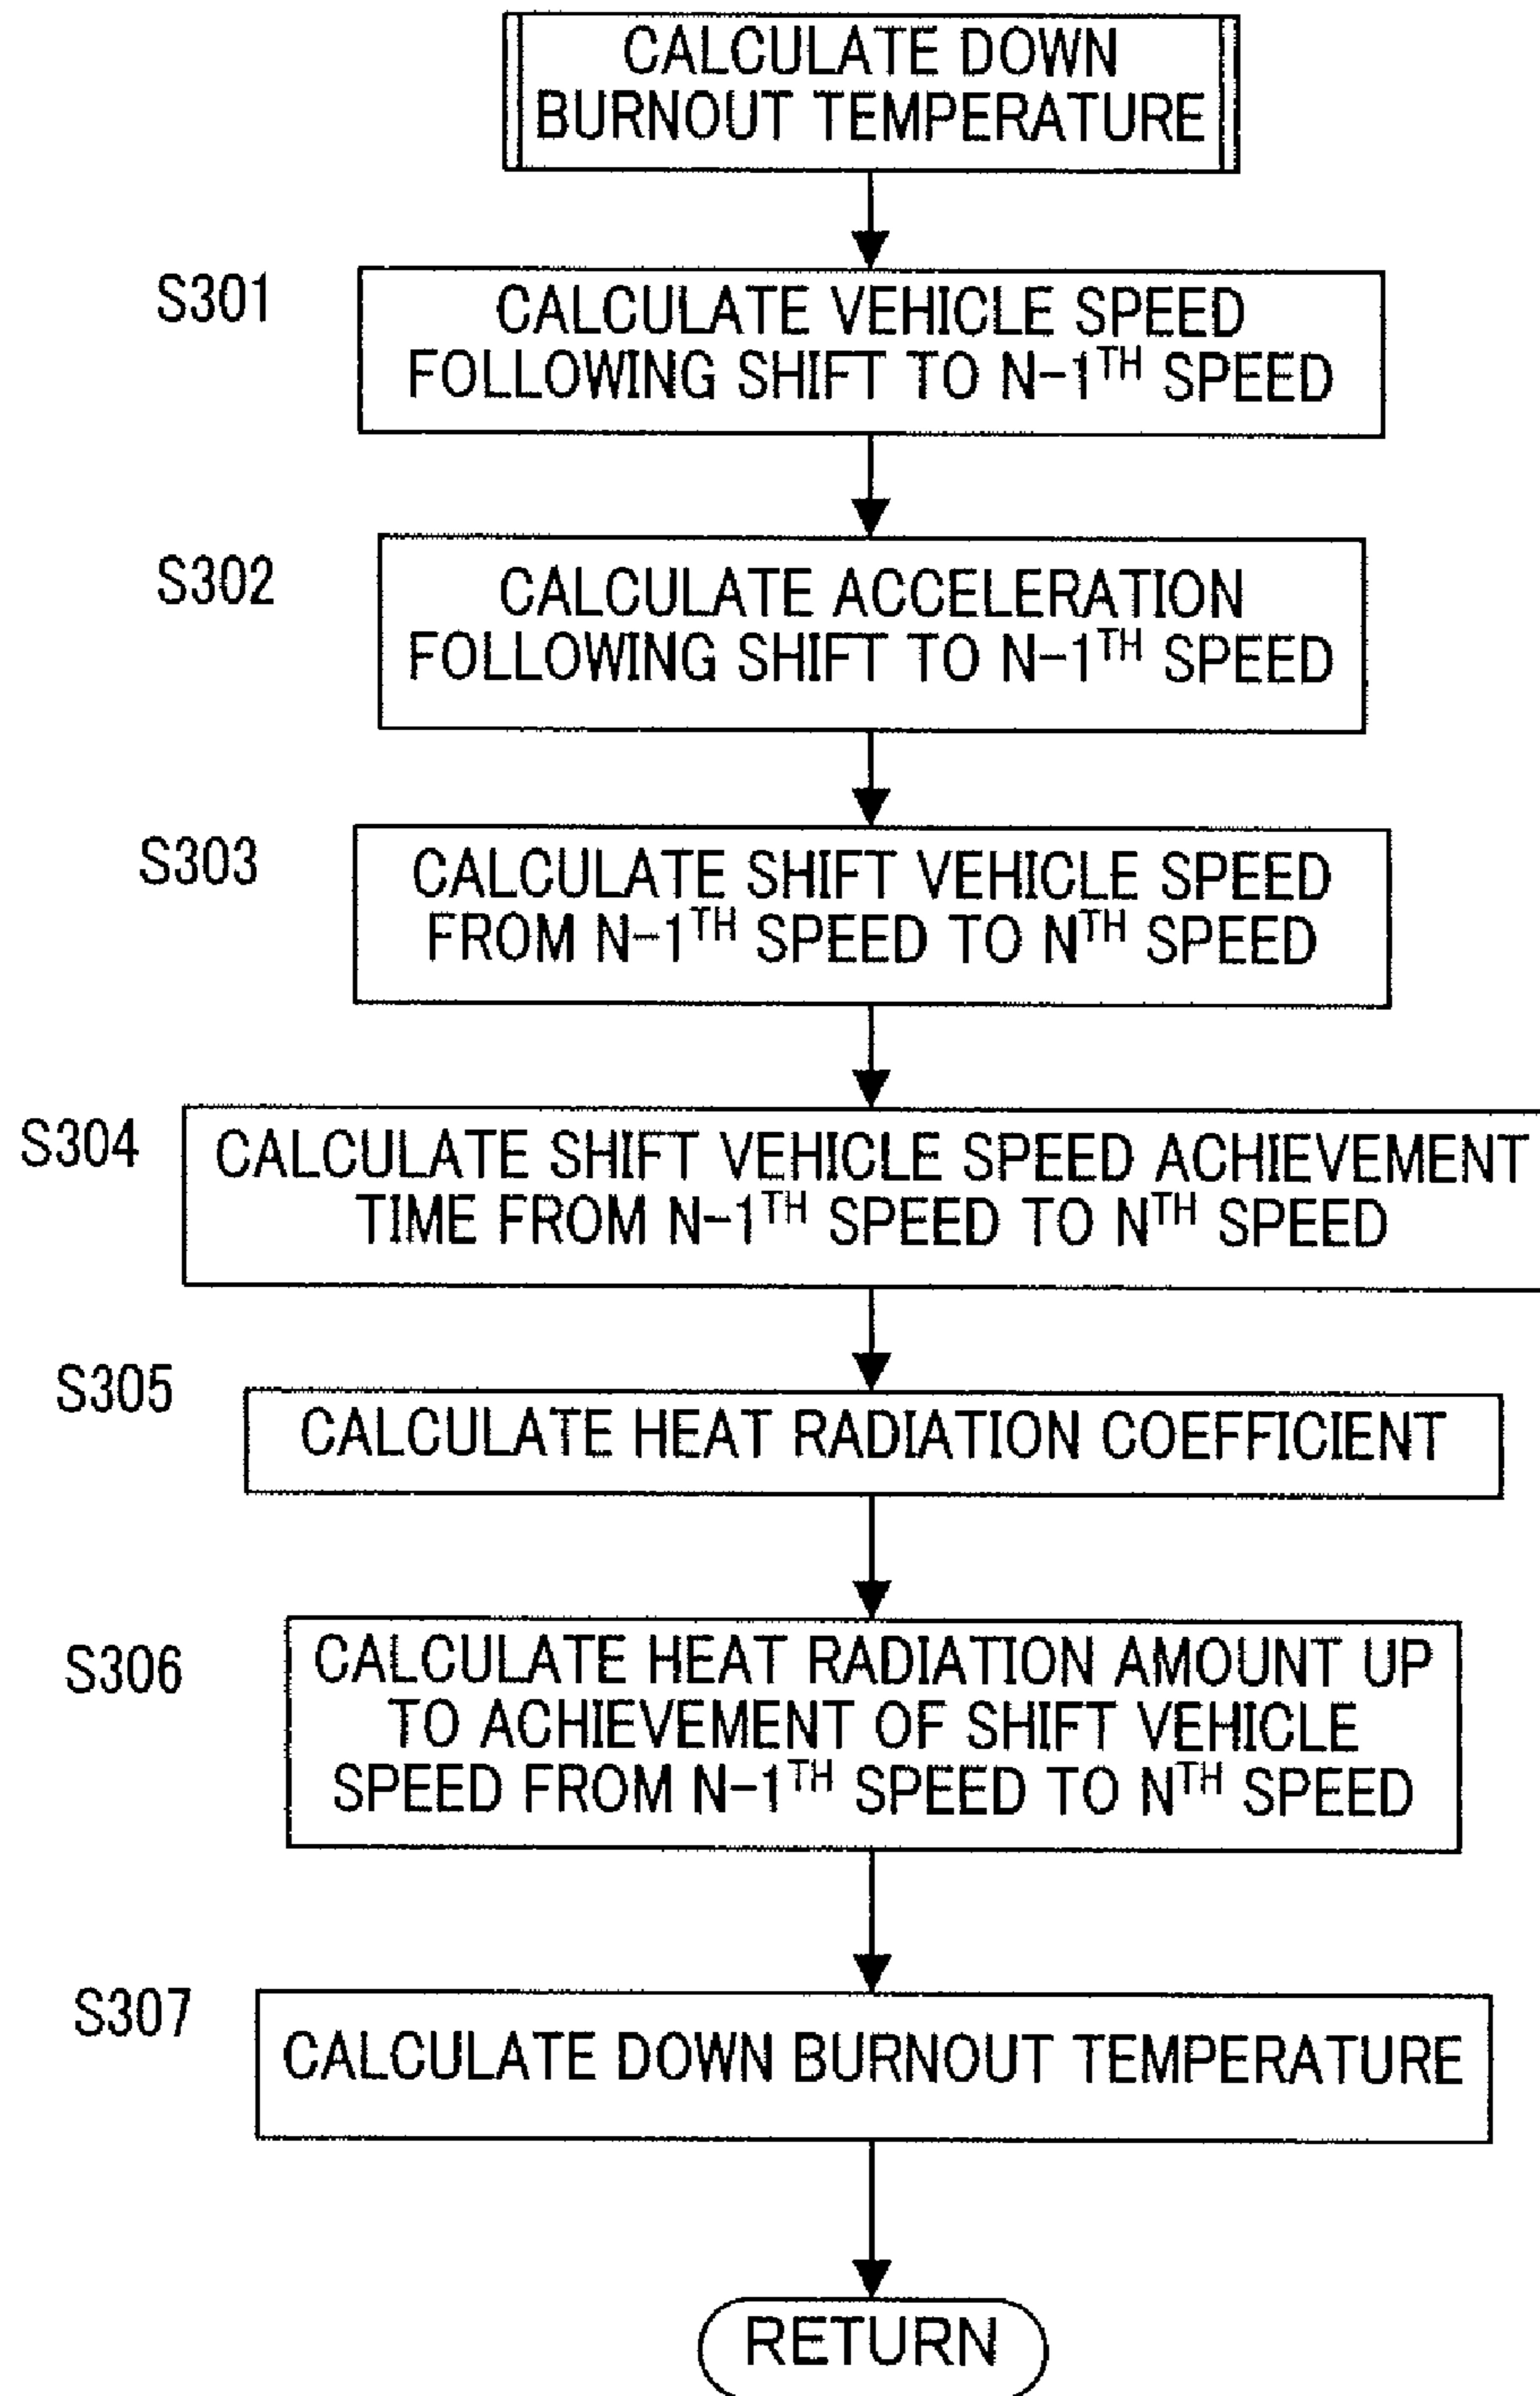 CALCULATE DOWN
BURNOUT TEMPERATURE
S301
CALCULATE VEHICLE SPEED
FOLLOWING SHIFT TO N-1TH SPEED
S302
CALCULATE ACCELERATION
FOLLOWING SHIFT TO N-1TH SPEED
S303
CALCULATE SHIFT VEHICLE SPEED
FROM N-1TH SPEED TO NTH SPEED
S304
CALCULATE SHIFT VEHICLE SPEED ACHIEVEMENT
TIME FROM N-1TH SPEED TO NTH SPEED
S305
CALCULATE HEAT RADIATION COEFFICIENT
S306
CALCULATE HEAT RADIATION AMOUNT UP
TO ACHIEVEMENT OF SHIFT VEHICLE
SPEED FROM N-1TH SPEED TO NTH SPEED
S307
CALCULATE DOWN BURNOUT TEMPERATURE
RETURN